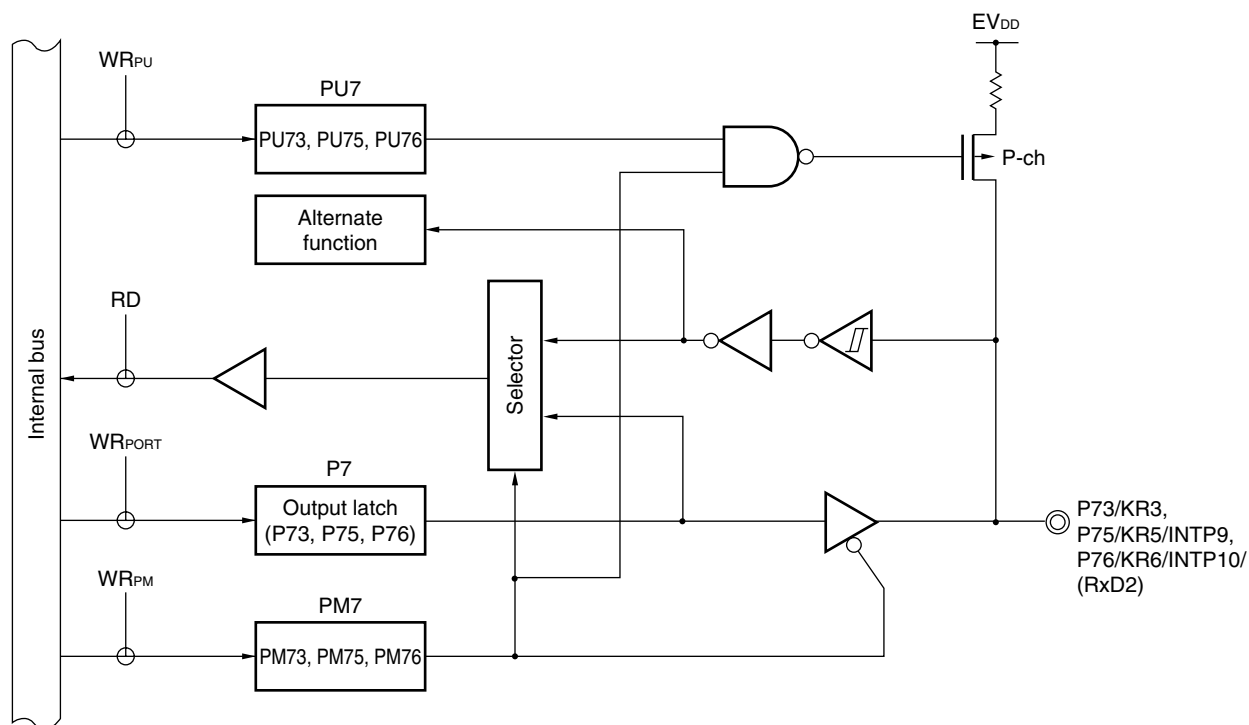 EVDD
WRPU
PU7
PU73, PU75, PU76
P-ch
Alternate
function
RD
Selector
Internal bus
WRPORT
P7
Output latch
(P73, P75, P76)
P73/KR3,
P75/KR5/INTP9,
P76/KR6/INTP10/
(RxD2)
WRPM
PM7
PM73, PM75, PM76